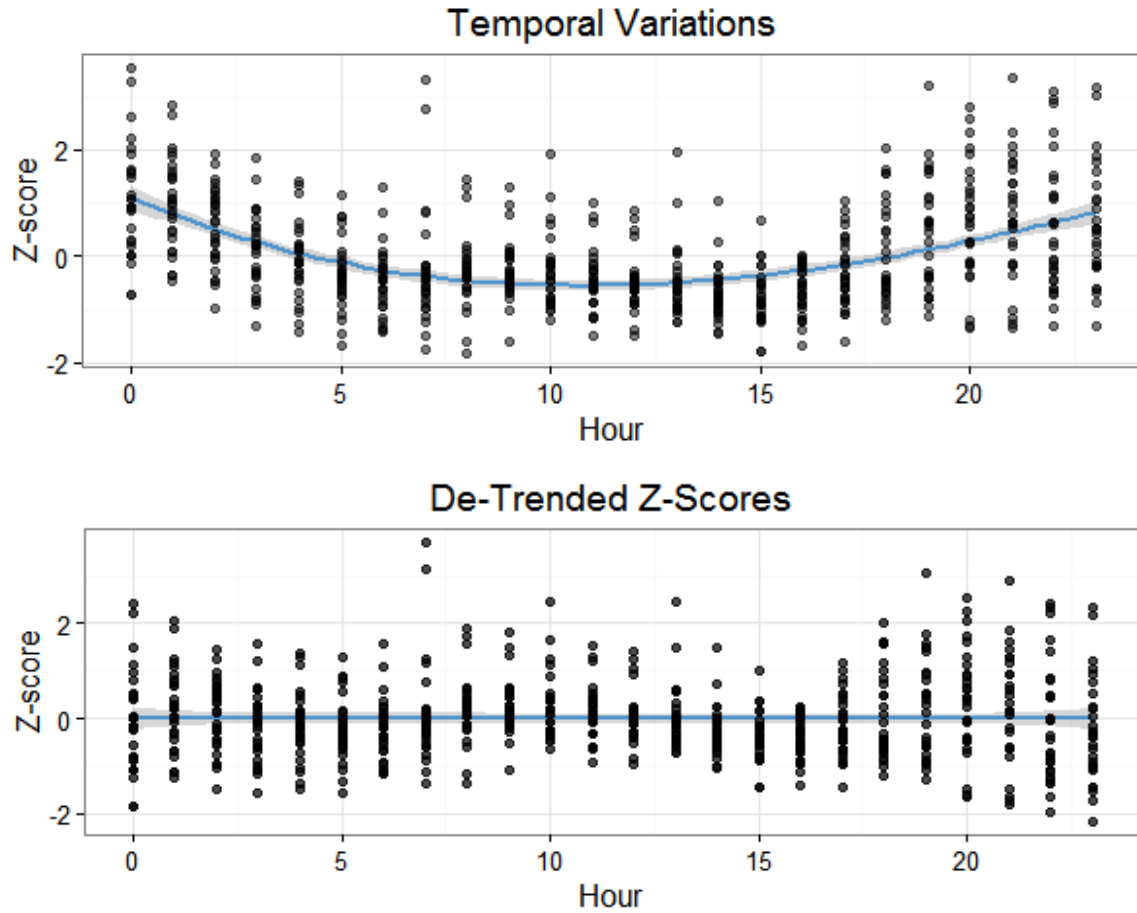 Temporal Variations
Z-score
2
0
-2
0 5 10 15 20
Hour
De-Trended Z-Scores
Z-score
2
0
-2
0 5 10 15 20
Hour